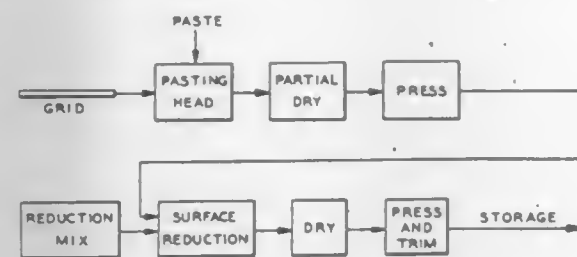 PASTE
PASTING
HEAD
PARTIAL
DRY
PRESS
GRID
REDUCTION
MIX
SURFACE
REDUCTION
DRY
PRESS
AND
TRIM
STORAGE